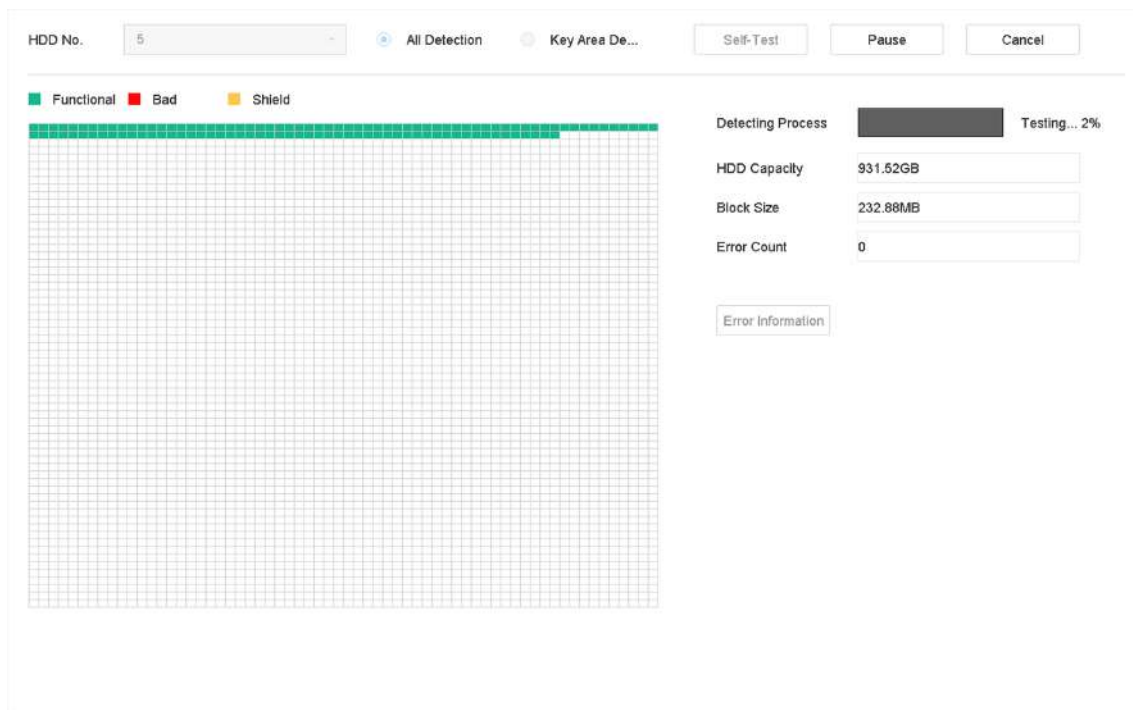 HDD No. 5 All Detection Key Area De... Self-Test Pause Cancel
Functional Bad Shield
Detecting Process Testing... 2%
HDD Capacity 931.52GB
Block Size 232.88MB
Error Count 0
Error Information